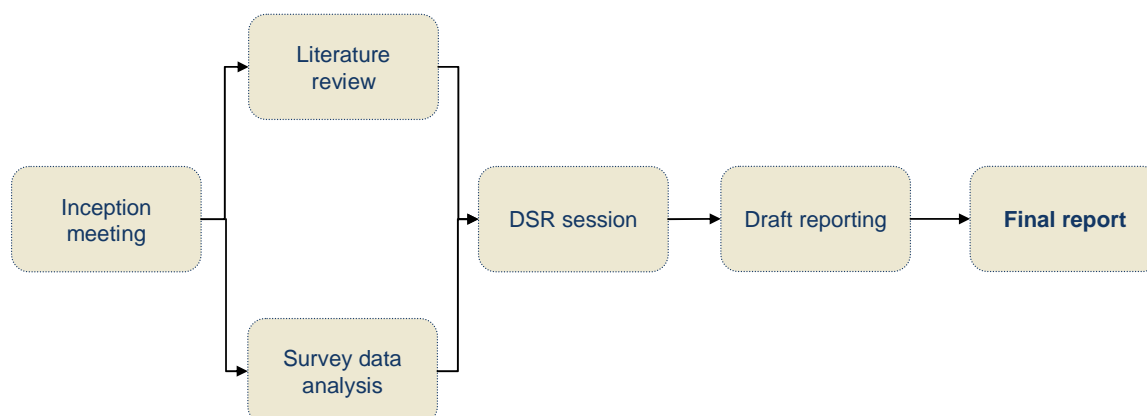 Literature
review
Inception
meeting
DSR session
Draft reporting
Final report
Survey data
analysis